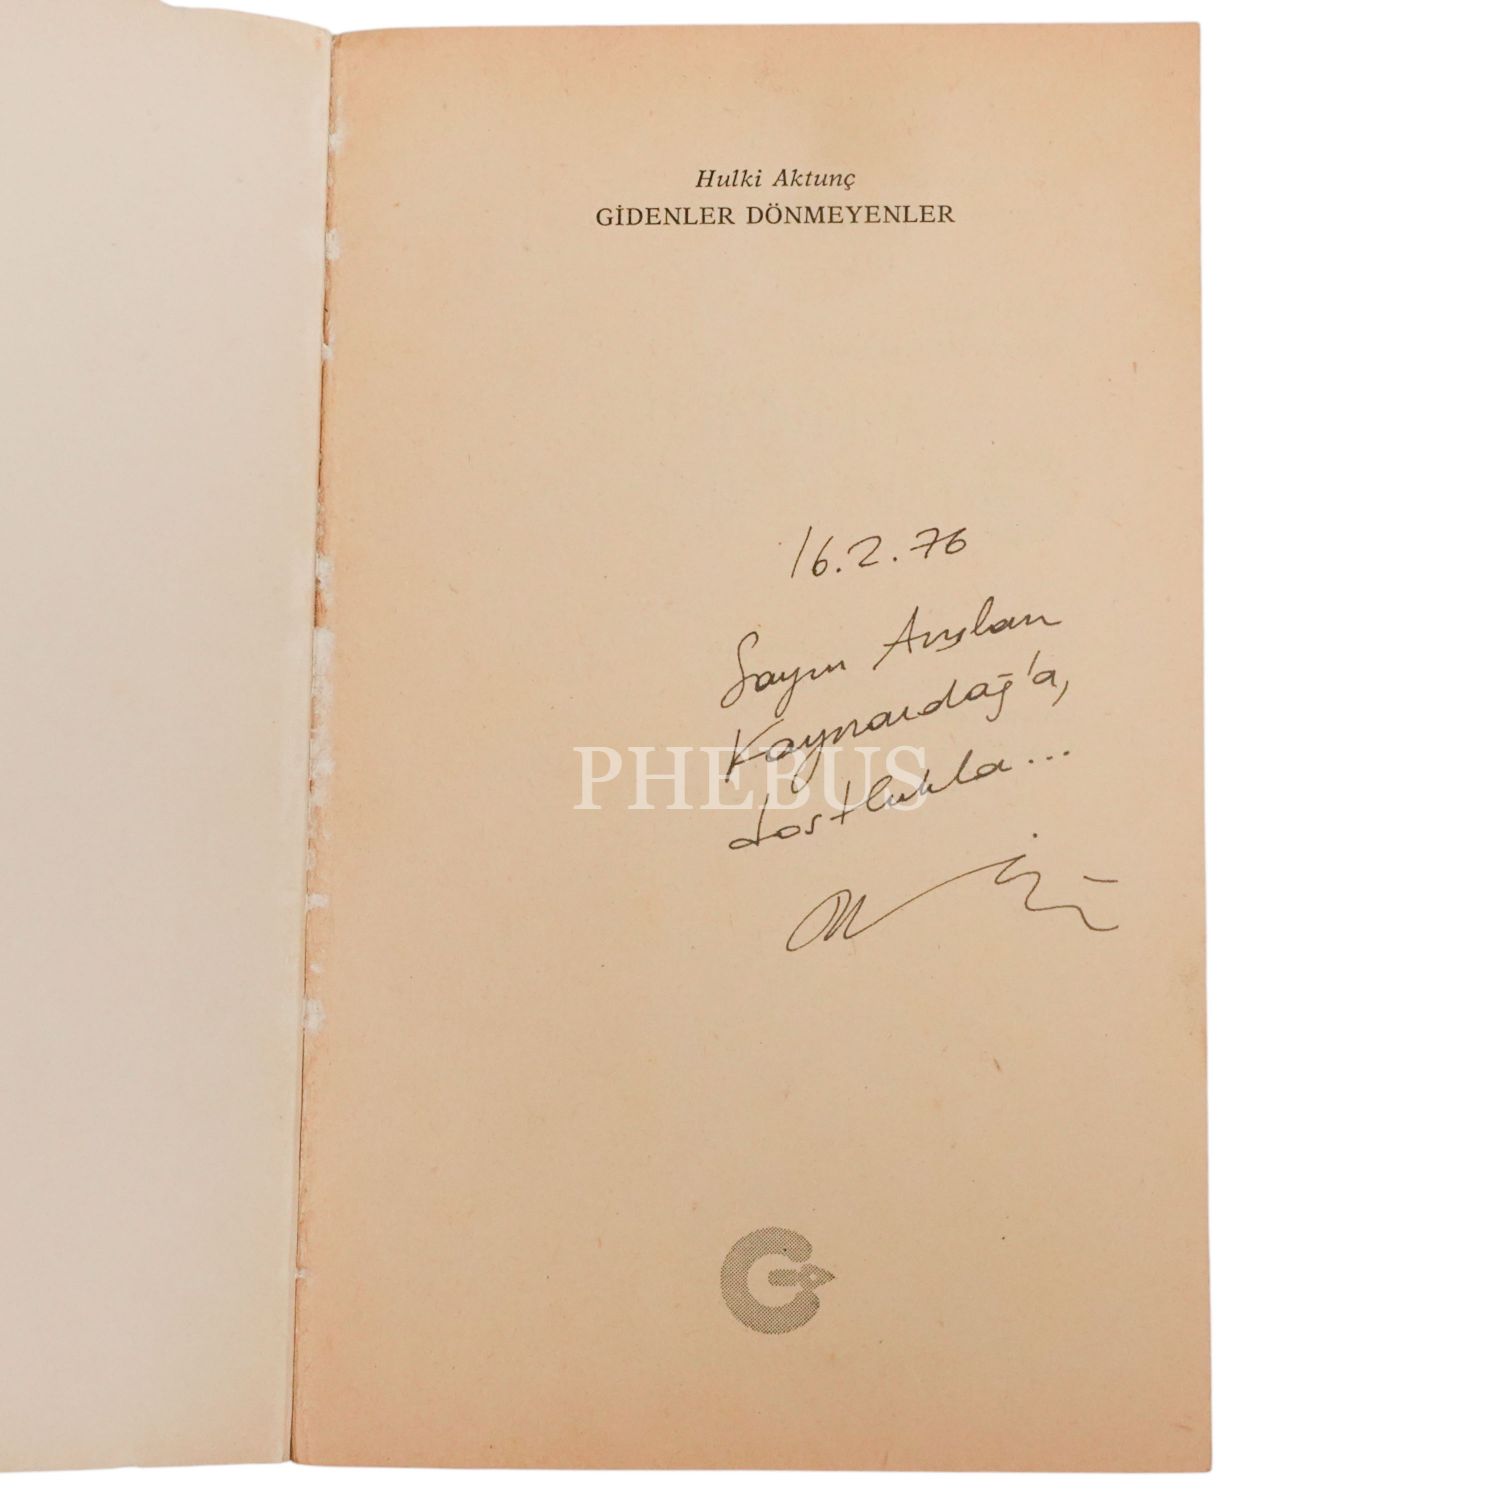 Hulki Aktunç
GİDENLER DÖNMEYENLER
16.2.76
Sayın Arslan
Kaynardağ'a,
dostlukla...
PHEBUS